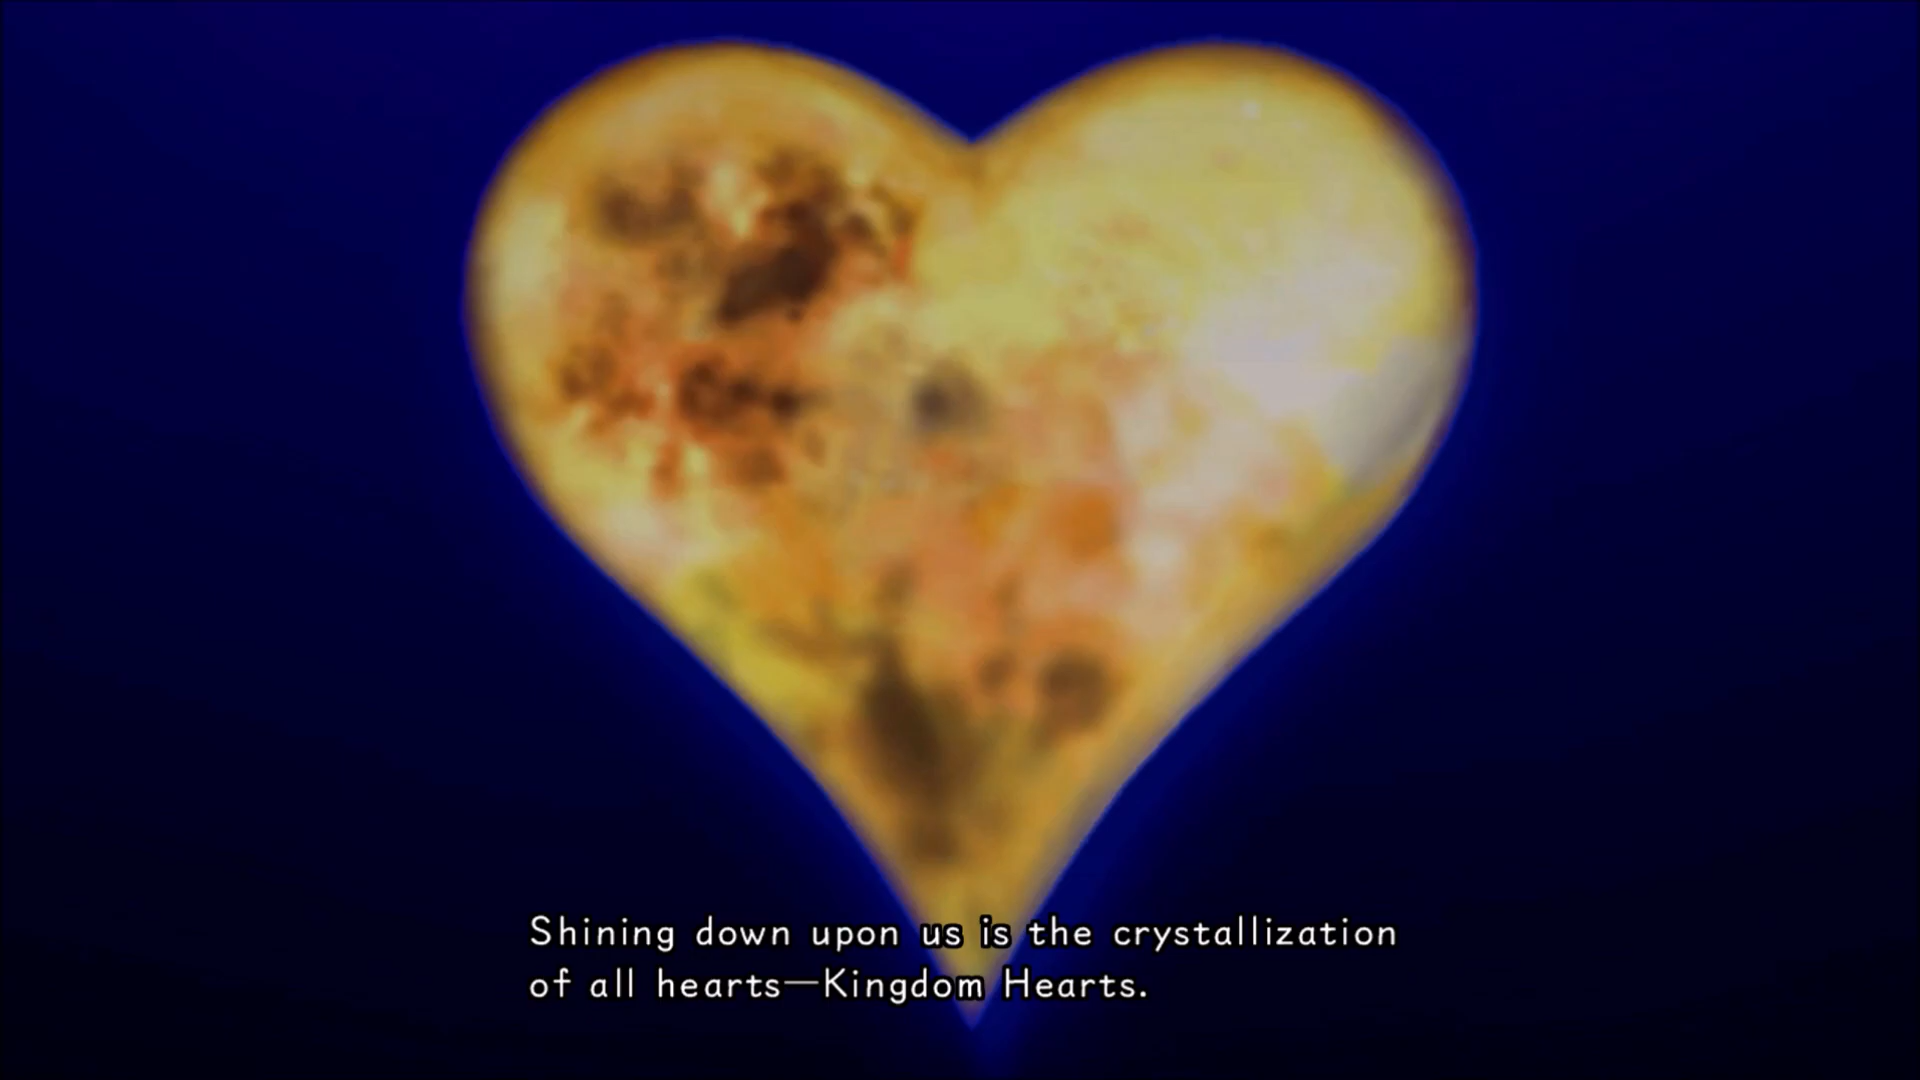 Shining down upon us is the crystallization
of all hearts—Kingdom Hearts.